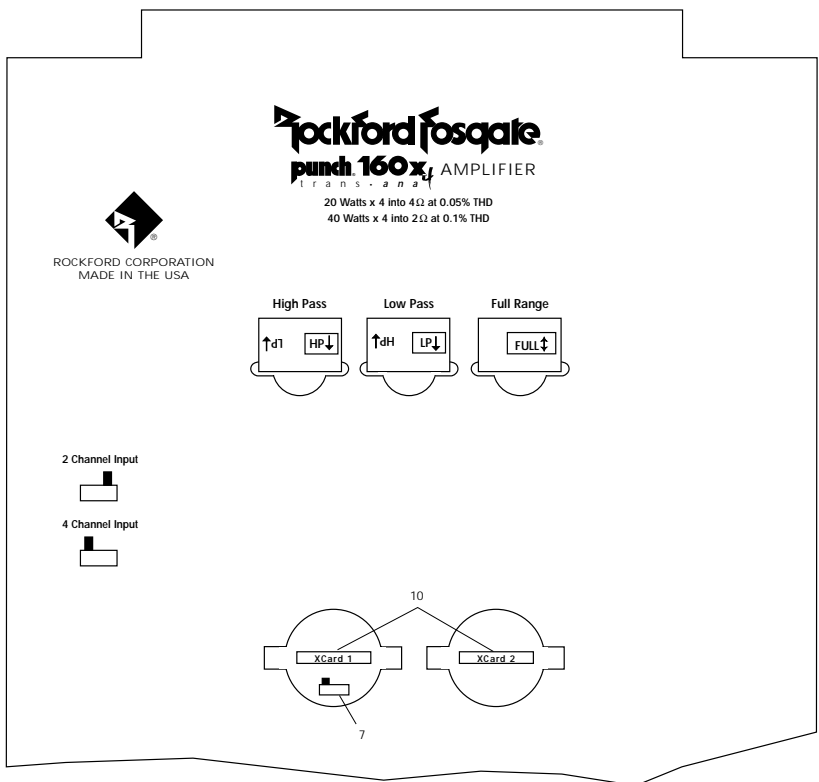 Rockford Fosgate®
punch 160x4 AMPLIFIER
trans·ana
20 Watts x 4 into 4Ω at 0.05% THD
40 Watts x 4 into 2Ω at 0.1% THD
®
ROCKFORD CORPORATION
MADE IN THE USA
High Pass Low Pass Full Range
LP↑ HP↓ HP↑ LP↓ FULL↕
2 Channel Input
4 Channel Input
10
XCard 1 XCard 2
7